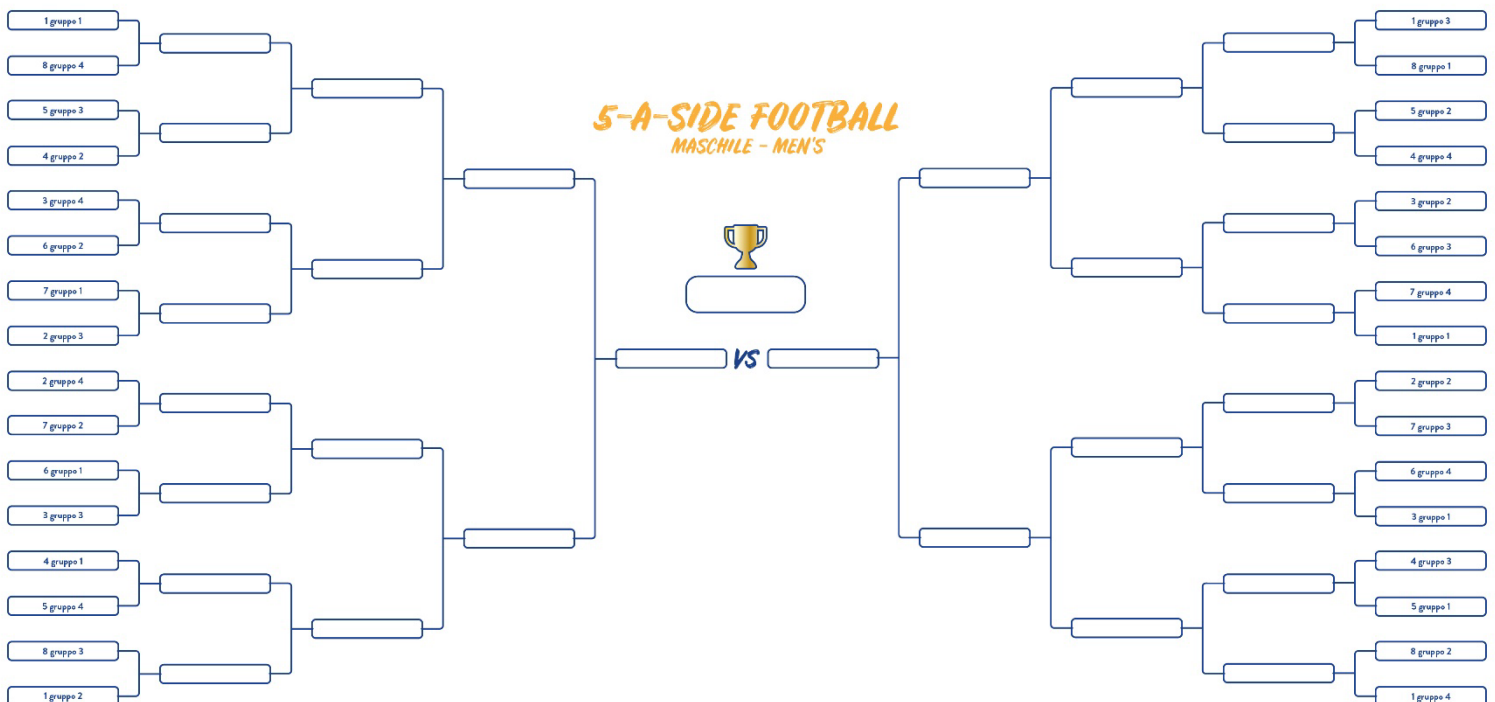 1 gruppo 1
8 gruppo 4
5 gruppo 3
4 gruppo 2
3 gruppo 4
6 gruppo 2
7 gruppo 1
2 gruppo 3
2 gruppo 4
7 gruppo 2
6 gruppo 1
3 gruppo 3
4 gruppo 1
5 gruppo 4
8 gruppo 3
1 gruppo 2
5-A-SIDE FOOTBALL
MASCHILE - MEN'S
VS
1 gruppo 3
8 gruppo 1
5 gruppo 2
4 gruppo 4
3 gruppo 2
6 gruppo 3
7 gruppo 4
1 gruppo 1
2 gruppo 2
7 gruppo 3
6 gruppo 4
3 gruppo 1
4 gruppo 3
5 gruppo 1
8 gruppo 2
1 gruppo 4